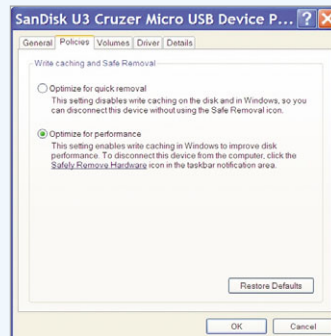 SanDisk U3 Cruzer Micro USB Device P...
General Policies Volumes Driver Details
Write caching and Safe Removal
Optimize for quick removal
This setting disables write caching on the disk and in Windows, so you
can disconnect this device without using the Safe Removal icon.
Optimize for performance
This setting enables write caching in Windows to improve disk
performance. To disconnect this device from the computer, click the
Safely Remove Hardware icon in the taskbar notification area.
Restore Defaults
OK Cancel